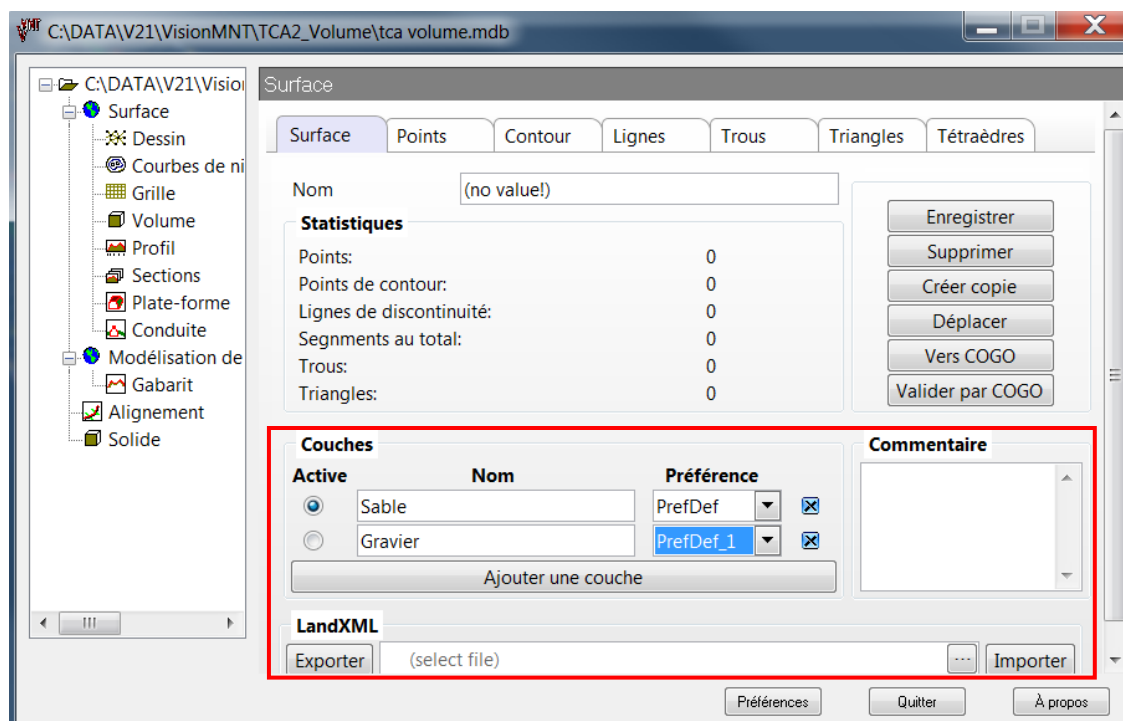 VMT C:\DATA\V21\VisionMNT\TCA2_Volume\tca volume.mdb
C:\DATA\V21\Visio
Surface
Dessin
Courbes de ni
Grille
Volume
Profil
Sections
Plate-forme
Conduite
Modélisation de
Gabarit
Alignement
Solide
Surface
Surface Points Contour Lignes Trous Triangles Tétraèdres
Nom (no value!)
Statistiques
Points: 0
Points de contour: 0
Lignes de discontinuité: 0
Segnments au total: 0
Trous: 0
Triangles: 0
Enregistrer
Supprimer
Créer copie
Déplacer
Vers COGO
Valider par COGO
Couches
Active Nom Préférence
Sable PrefDef
Gravier PrefDef_1
Ajouter une couche
Commentaire
LandXML
Exporter (select file) ... Importer
Préférences Quitter À propos